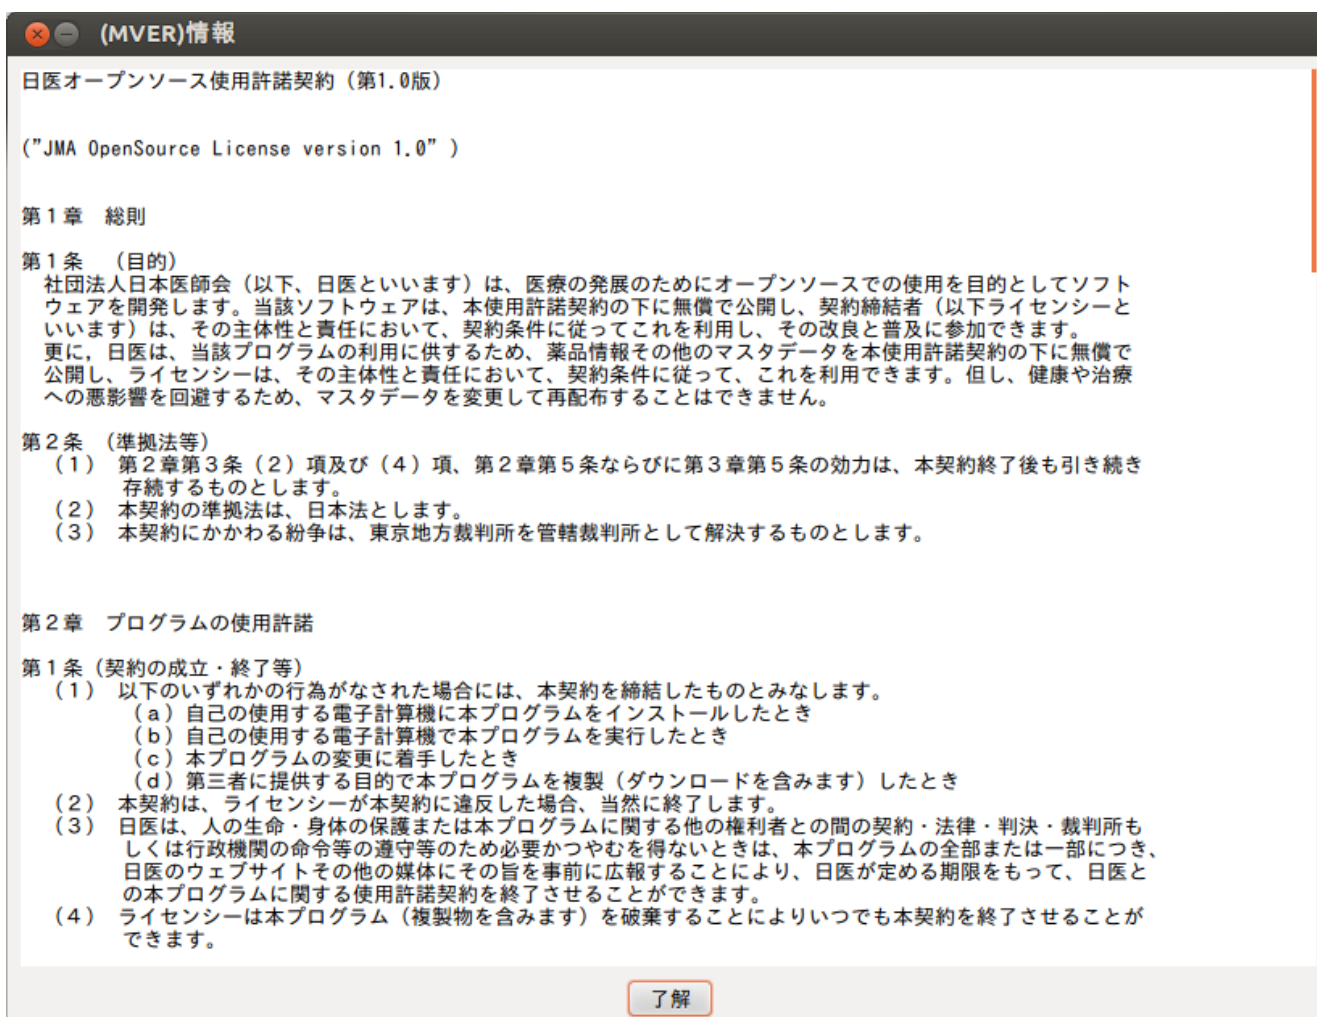 (MVER)情報
日医オープンソース使用許諾契約（第1.0版）
("JMA OpenSource License version 1.0" )
第１章　総則
第１条　（目的）
社団法人日本医師会（以下、日医といいます）は、医療の発展のためにオープンソースでの使用を目的としてソフト
ウェアを開発します。当該ソフトウェアは、本使用許諾契約の下に無償で公開し、契約締結者（以下ライセンシーと
いいます）は、その主体性と責任において、契約条件に従ってこれを利用し、その改良と普及に参加できます。
更に，日医は、当該プログラムの利用に供するため、薬品情報その他のマスタデータを本使用許諾契約の下に無償で
公開し、ライセンシーは、その主体性と責任において、契約条件に従って、これを利用できます。但し、健康や治療
への悪影響を回避するため、マスタデータを変更して再配布することはできません。
第２条　（準拠法等）
（１）　第２章第３条（２）項及び（４）項、第２章第５条ならびに第３章第５条の効力は、本契約終了後も引き続き
存続するものとします。
（２）　本契約の準拠法は、日本法とします。
（３）　本契約にかかわる紛争は、東京地方裁判所を管轄裁判所として解決するものとします。
第２章　プログラムの使用許諾
第１条（契約の成立・終了等）
（１）　以下のいずれかの行為がなされた場合には、本契約を締結したものとみなします。
（ａ）自己の使用する電子計算機に本プログラムをインストールしたとき
（ｂ）自己の使用する電子計算機で本プログラムを実行したとき
（ｃ）本プログラムの変更に着手したとき
（ｄ）第三者に提供する目的で本プログラムを複製（ダウンロードを含みます）したとき
（２）　本契約は、ライセンシーが本契約に違反した場合、当然に終了します。
（３）　日医は、人の生命・身体の保護または本プログラムに関する他の権利者との間の契約・法律・判決・裁判所も
しくは行政機関の命令等の遵守等のため必要かつやむを得ないときは、本プログラムの全部または一部につき、
日医のウェブサイトその他の媒体にその旨を事前に広報することにより、日医が定める期限をもって、日医と
の本プログラムに関する使用許諾契約を終了させることができます。
（４）　ライセンシーは本プログラム（複製物を含みます）を破棄することによりいつでも本契約を終了させることが
できます。
了解